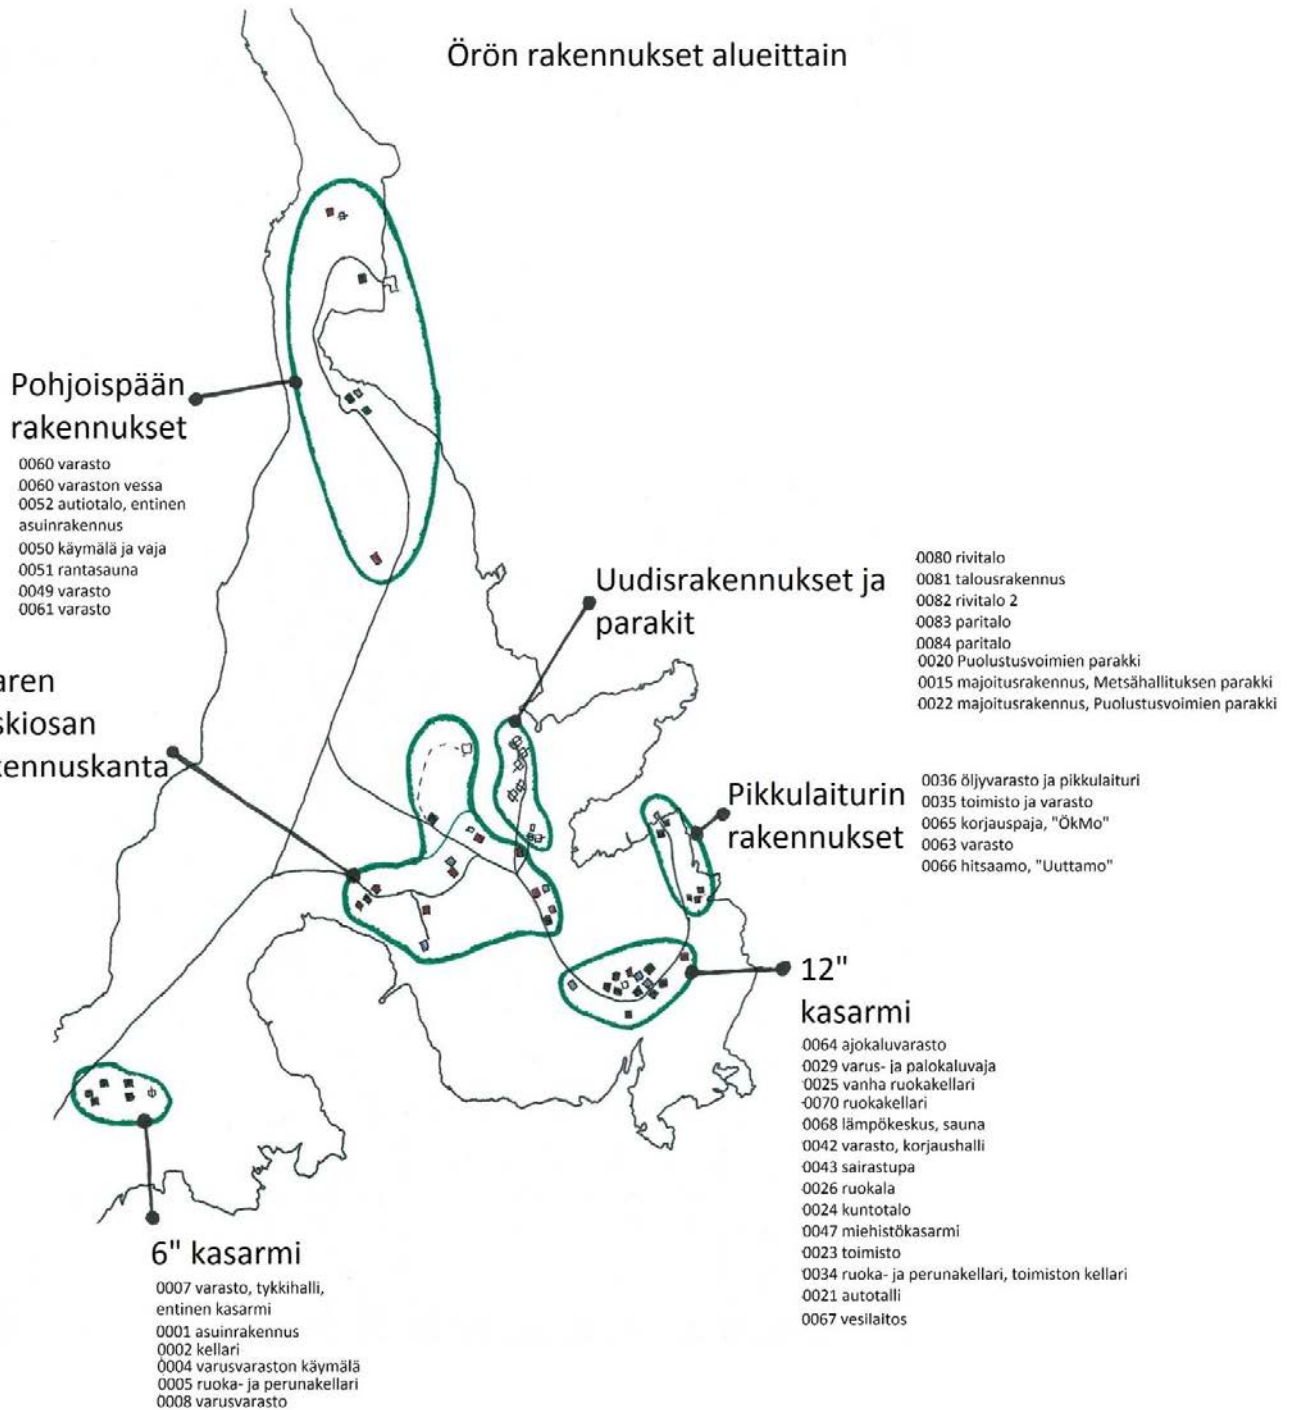 Örön rakennukset alueittain
Pohjoispään
rakennukset
0060 varasto
0060 varaston vessa
0052 autiotalo, entinen
asuinrakennus
0050 käymälä ja vaja
0051 rantasauna
0049 varasto
0061 varasto
Uudisrakennukset ja
parakit
0080 rivitalo
0081 talousrakennus
0082 rivitalo 2
0083 paritalo
0084 paritalo
0020 Puolustusvoimien parakki
0015 majoitusrakennus, Metsähallituksen parakki
0022 majoitusrakennus, Puolustusvoimien parakki
aren
skiosan
kennuskanta
Pikkulaiturin
rakennukset
0036 öljyvarasto ja pikkulaituri
0035 toimisto ja varasto
0065 korjauspaja, "ÖkMo"
0063 varasto
0066 hitsaamo, "Uuttamo"
12"
kasarmi
0064 ajokaluvarasto
0029 varus- ja palokaluvaja
0025 vanha ruokakellari
0070 ruokakellari
0068 lämpökeskus, sauna
0042 varasto, korjaushalli
0043 sairastupa
0026 ruokala
0024 kuntotalo
0047 miehistökasarmi
0023 toimisto
0034 ruoka- ja perunakellari, toimiston kellari
0021 autotalli
0067 vesilaitos
6" kasarmi
0007 varasto, tykkihalli,
entinen kasarmi
0001 asuinrakennus
0002 kellari
0004 varusvaraston käymälä
0005 ruoka- ja perunakellari
0008 varusvarasto